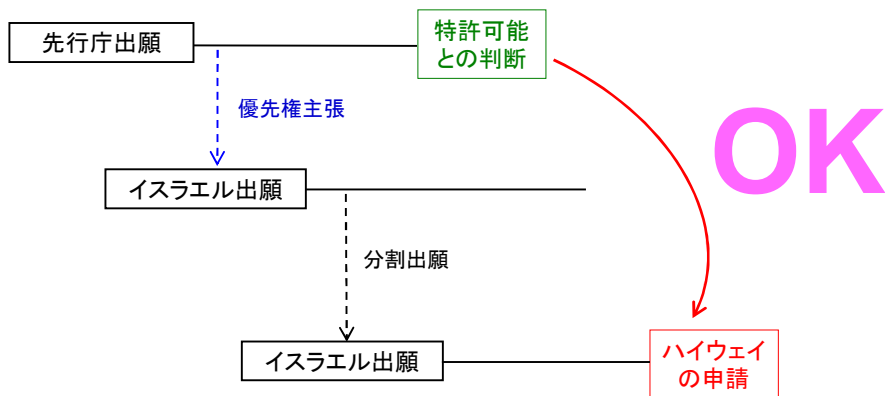 先行庁出願
特許可能
との判断
優先権主張
OK
イスラエル出願
分割出願
イスラエル出願
ハイウェイ
の申請